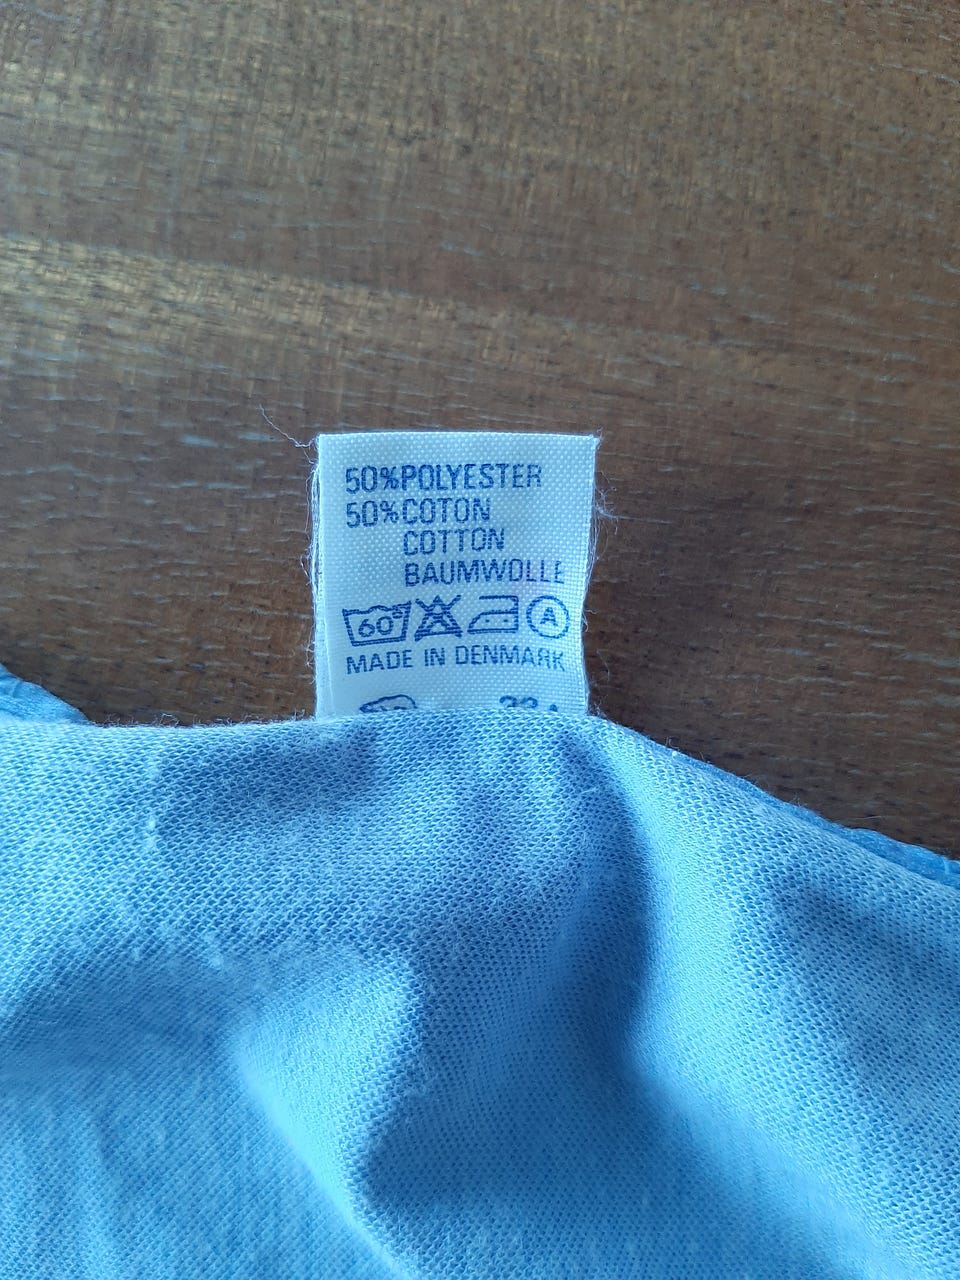 50%POLYESTER
50%COTON
COTTON
BAUMWOLLE
60°
A
MADE IN DENMARK